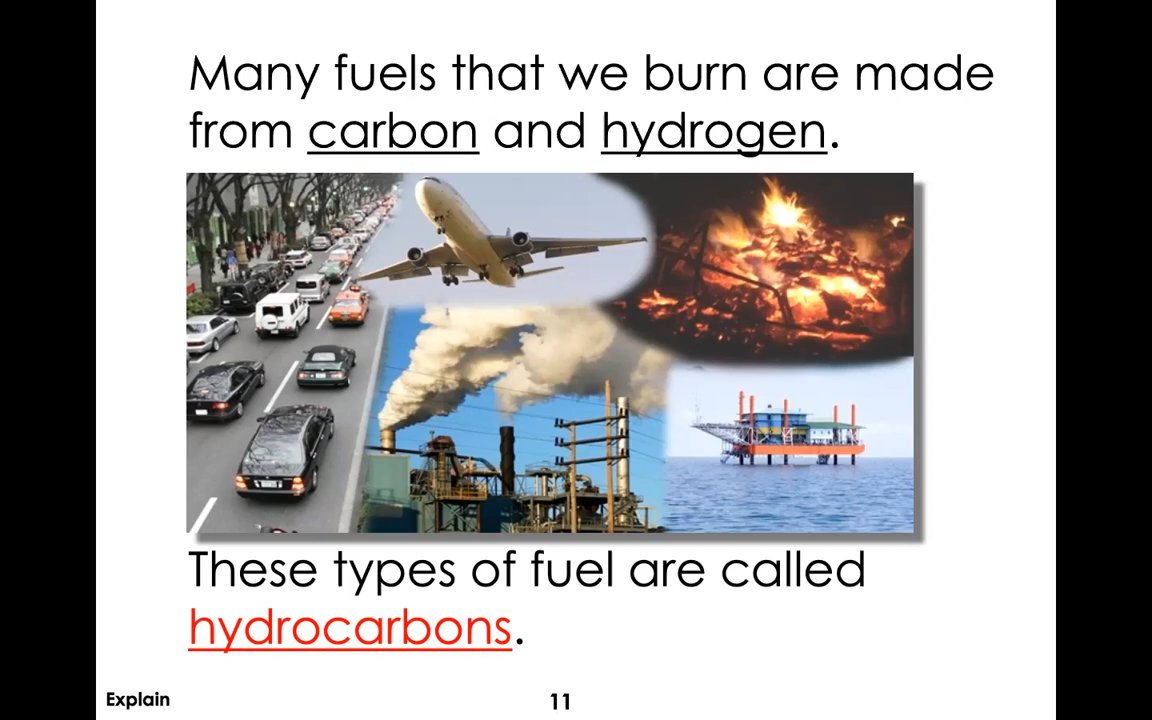 Many fuels that we burn are made
from carbon and hydrogen.
These types of fuel are called
hydrocarbons.
Explain
11